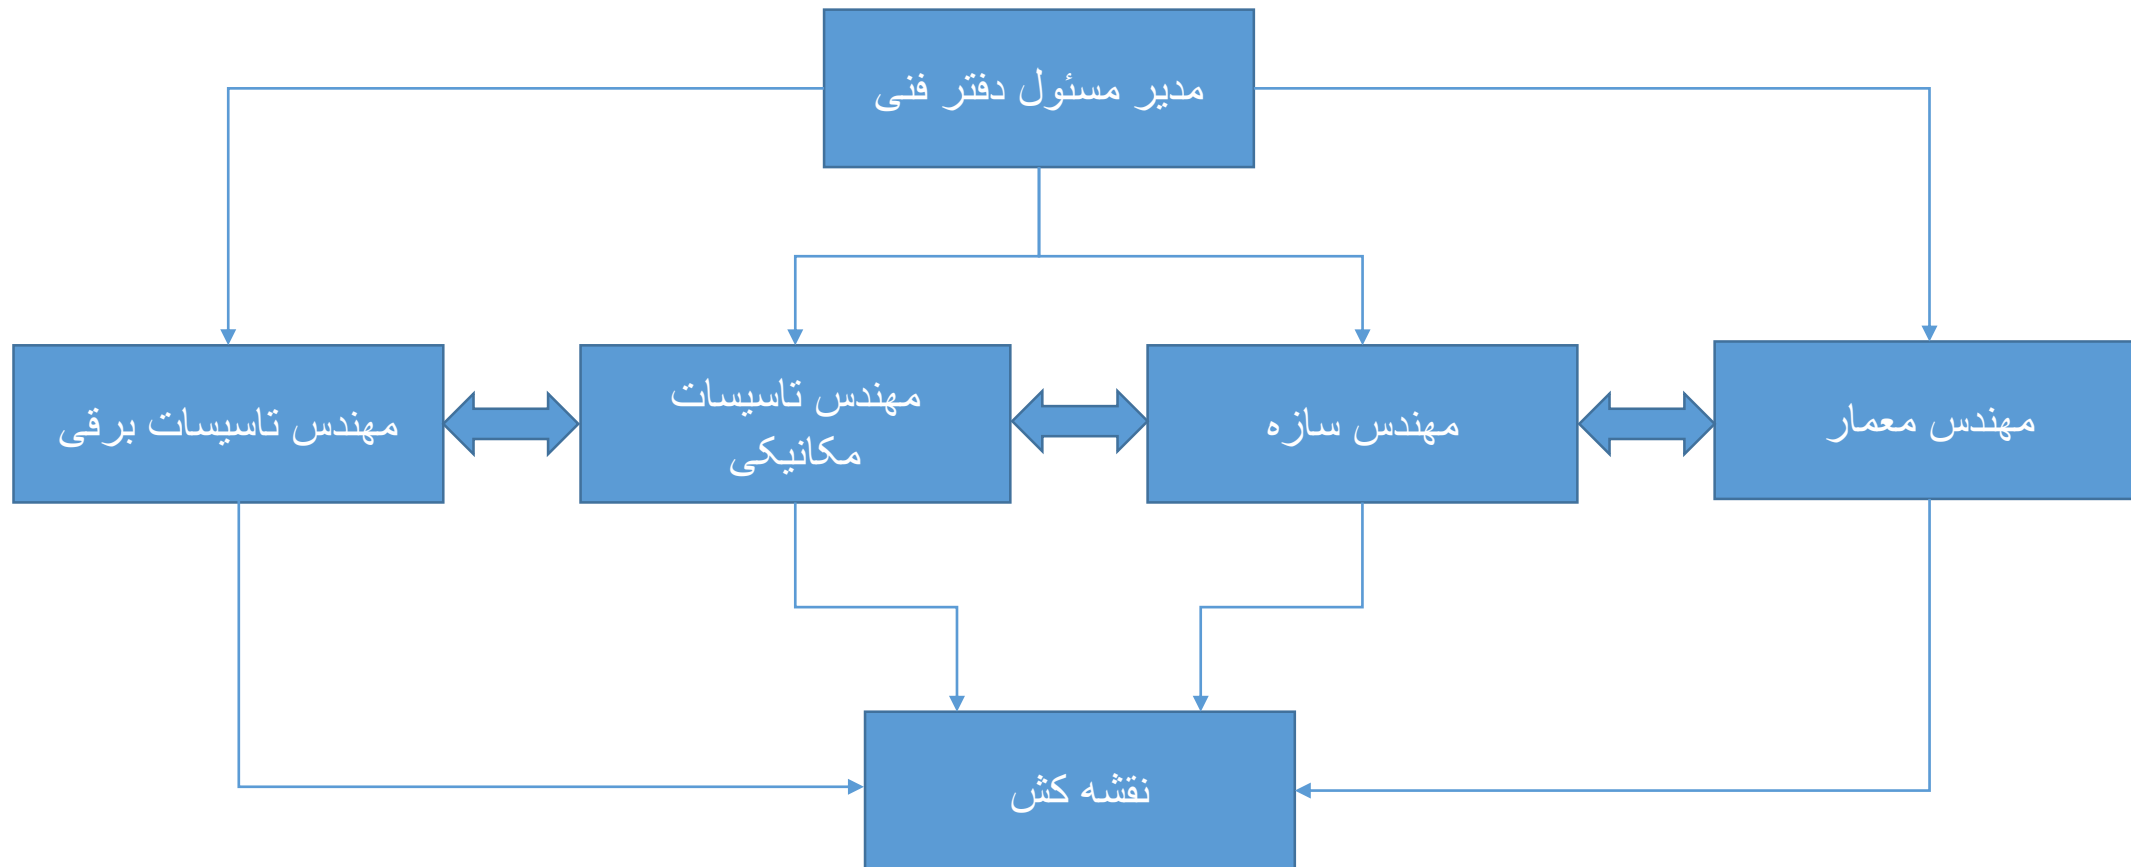 مدیر مسئول دفتر فنی
مهندس معمار
مهندس سازه
مهندس تاسیسات
مکانیکی
مهندس تاسیسات برقی
نقشه کش